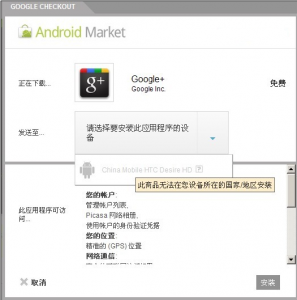 GOOGLE CHECKOUT
Android Market
正在下载...
g+
Google+
Google Inc.
免费
发送至...
请选择要安装此应用程序的设备
China Mobile HTC Desire HD [?]
此商品无法在您设备所在的国家/地区安装
此应用程序可访问...
您的帐户:
管理帐户列表,
Picasa 网络相册,
使用帐户的身份验证凭据
您的位置:
精确的 (GPS) 位置
网络通信:
取消
安装